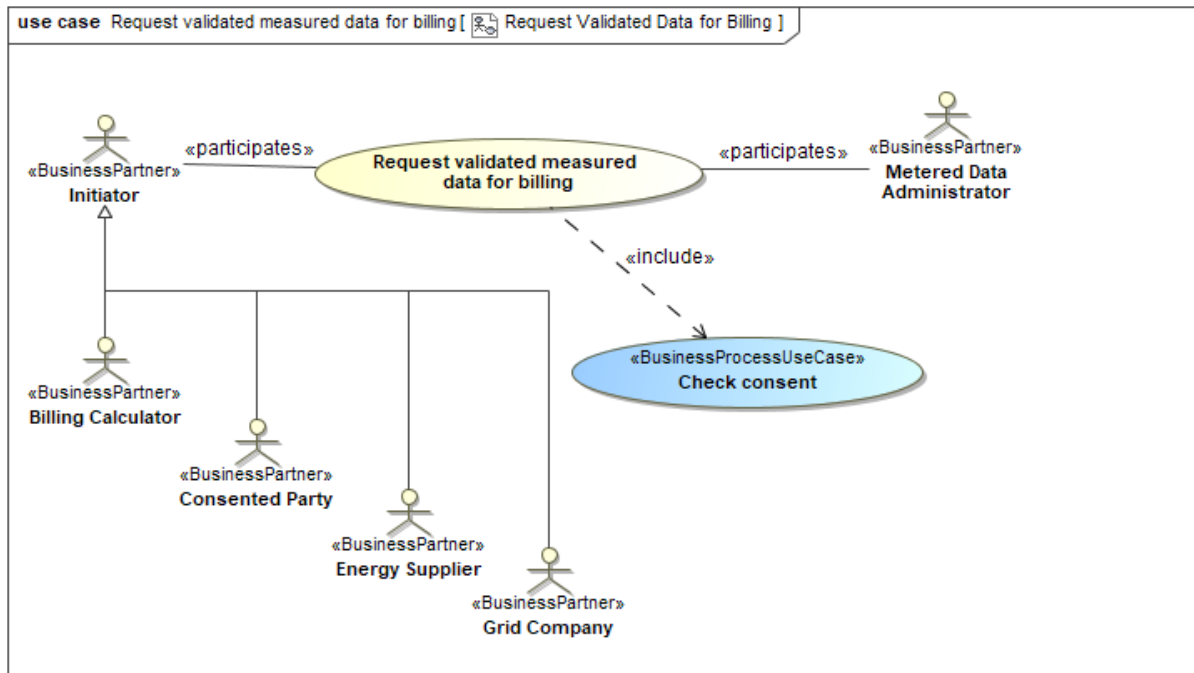 use case Request validated measured data for billing [ Request Validated Data for Billing ]
«BusinessPartner»
Initiator
«participates»
Request validated measured
data for billing
«participates»
«BusinessPartner»
Metered Data
Administrator
«include»
«BusinessProcessUseCase»
Check consent
«BusinessPartner»
Billing Calculator
«BusinessPartner»
Consented Party
«BusinessPartner»
Energy Supplier
«BusinessPartner»
Grid Company